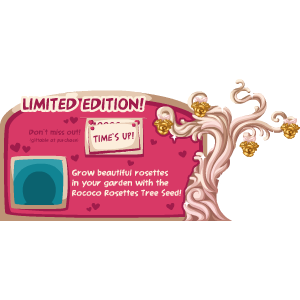 LIMITED EDITION!
Don't miss out!
TIME'S UP!
Grow beautiful rosettes
in your garden with the
Rococo Rosettes Tree Seed!